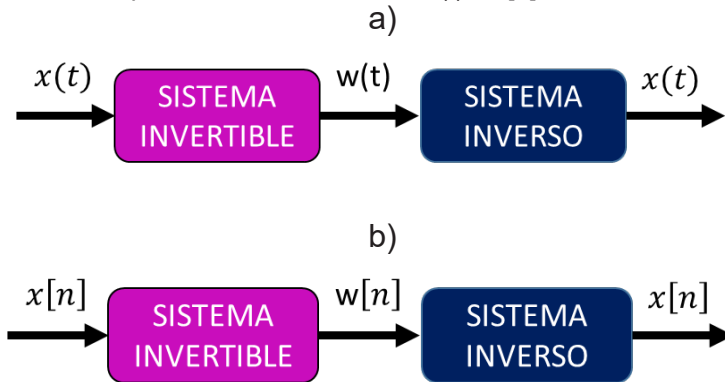 a)
x(t) SISTEMA INVERTIBLE w(t) SISTEMA INVERSO x(t)
b)
x[n] SISTEMA INVERTIBLE w[n] SISTEMA INVERSO x[n]